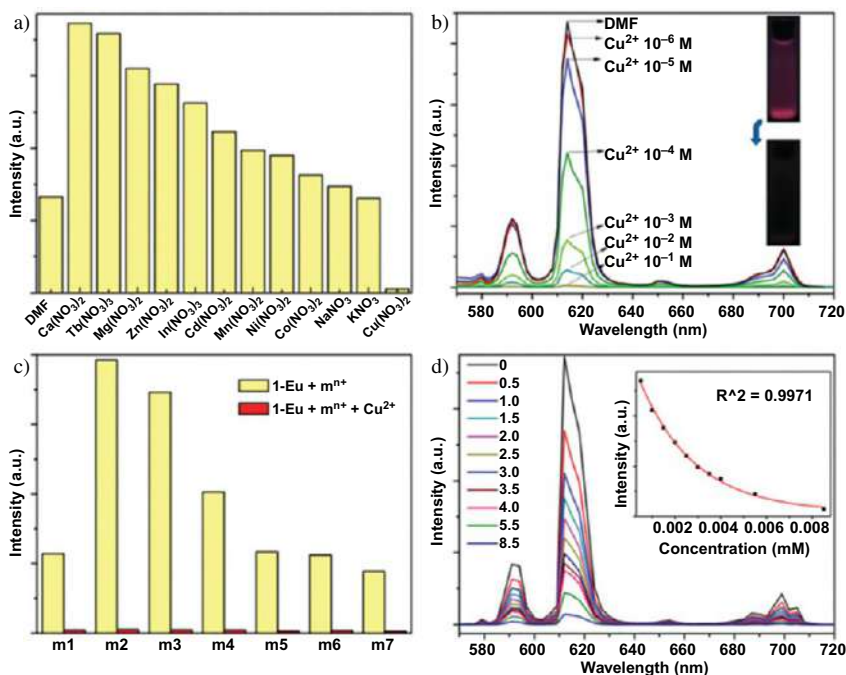 a)
Intensity (a.u.)
DMF
Ca(NO₃)₂
Tb(NO₃)₃
Mg(NO₃)₂
Zn(NO₃)₂
In(NO₃)₃
Cd(NO₃)₂
Mn(NO₃)₂
Ni(NO₃)₂
Co(NO₃)₂
NaNO₃
KNO₃
Cu(NO₃)₂
b)
Intensity (a.u.)
DMF
Cu²⁺ 10⁻⁶ M
Cu²⁺ 10⁻⁵ M
Cu²⁺ 10⁻⁴ M
Cu²⁺ 10⁻³ M
Cu²⁺ 10⁻² M
Cu²⁺ 10⁻¹ M
580 600 620 640 660 680 700 720
Wavelength (nm)
c)
Intensity (a.u.)
1-Eu + mⁿ⁺
1-Eu + mⁿ⁺ + Cu²⁺
m1 m2 m3 m4 m5 m6 m7
d)
Intensity (a.u.)
0
0.5
1.0
1.5
2.0
2.5
3.0
3.5
4.0
5.5
8.5
R^2 = 0.9971
Intensity (a.u.)
0.002 0.004 0.006 0.008
Concentration (mM)
580 600 620 640 660 680 700 720
Wavelength (nm)